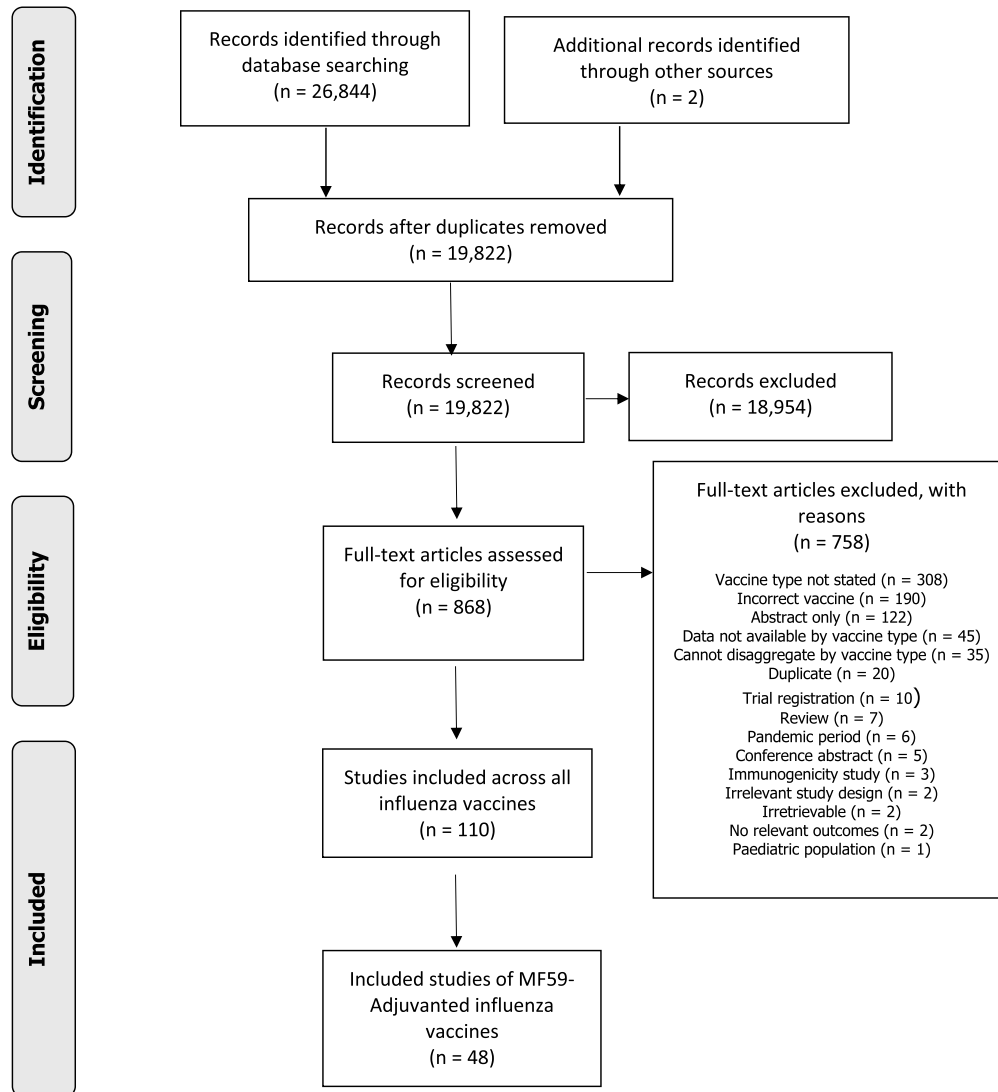 Identification
Records identified through
database searching
(n = 26,844)
Additional records identified
through other sources
(n = 2)
Records after duplicates removed
(n = 19,822)
Screening
Records screened
(n = 19,822)
Records excluded
(n = 18,954)
Eligibility
Full-text articles assessed
for eligibility
(n = 868)
Full-text articles excluded, with
reasons
(n = 758)
Vaccine type not stated (n = 308)
Incorrect vaccine (n = 190)
Abstract only (n = 122)
Data not available by vaccine type (n = 45)
Cannot disaggregate by vaccine type (n = 35)
Duplicate (n = 20)
Trial registration (n = 10)
Review (n = 7)
Pandemic period (n = 6)
Conference abstract (n = 5)
Immunogenicity study (n = 3)
Irrelevant study design (n = 2)
Irretrievable (n = 2)
No relevant outcomes (n = 2)
Paediatric population (n = 1)
Included
Studies included across all
influenza vaccines
(n = 110)
Included studies of MF59-
Adjuvanted influenza
vaccines
(n = 48)